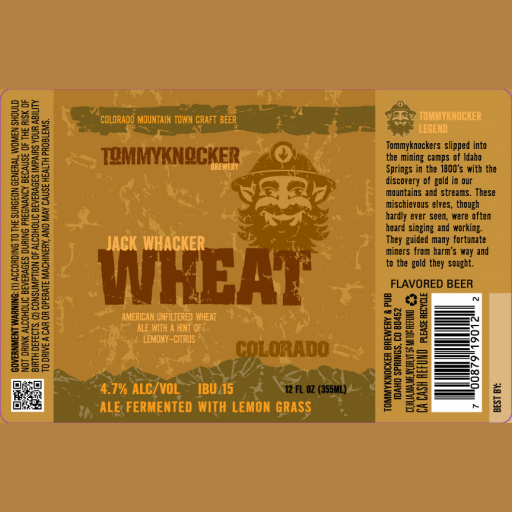 GOVERNMENT WARNING: (1) ACCORDING TO THE SURGEON GENERAL, WOMEN SHOULD
NOT DRINK ALCOHOLIC BEVERAGES DURING PREGNANCY BECAUSE OF THE RISK OF
BIRTH DEFECTS. (2) CONSUMPTION OF ALCOHOLIC BEVERAGES IMPAIRS YOUR ABILITY
TO DRIVE A CAR OR OPERATE MACHINERY, AND MAY CAUSE HEALTH PROBLEMS.
COLORADO MOUNTAIN TOWN CRAFT BEER
TOMMYKNOCKER
BREWERY
JACK WHACKER
WHEAT
AMERICAN UNFILTERED WHEAT
ALE WITH A HINT OF
LEMONY-CITRUS
COLORADO
4.7% ALC/VOL IBU 15 12 FL OZ (355ML)
ALE FERMENTED WITH LEMON GRASS
TOMMYKNOCKER
LEGEND
Tommyknockers slipped into
the mining camps of Idaho
Springs in the 1800's with the
discovery of gold in our
mountains and streams. These
mischievous elves, though
hardly ever seen, were often
heard singing and working.
They guided many fortunate
miners from harm's way and
to the gold they sought.
FLAVORED BEER
TOMMYKNOCKER BREWERY & PUB
IDAHO SPRINGS, CO 80452
CA CASH REFUND PLEASE RECYCLE
7 00879 19012 2
BEST BY: